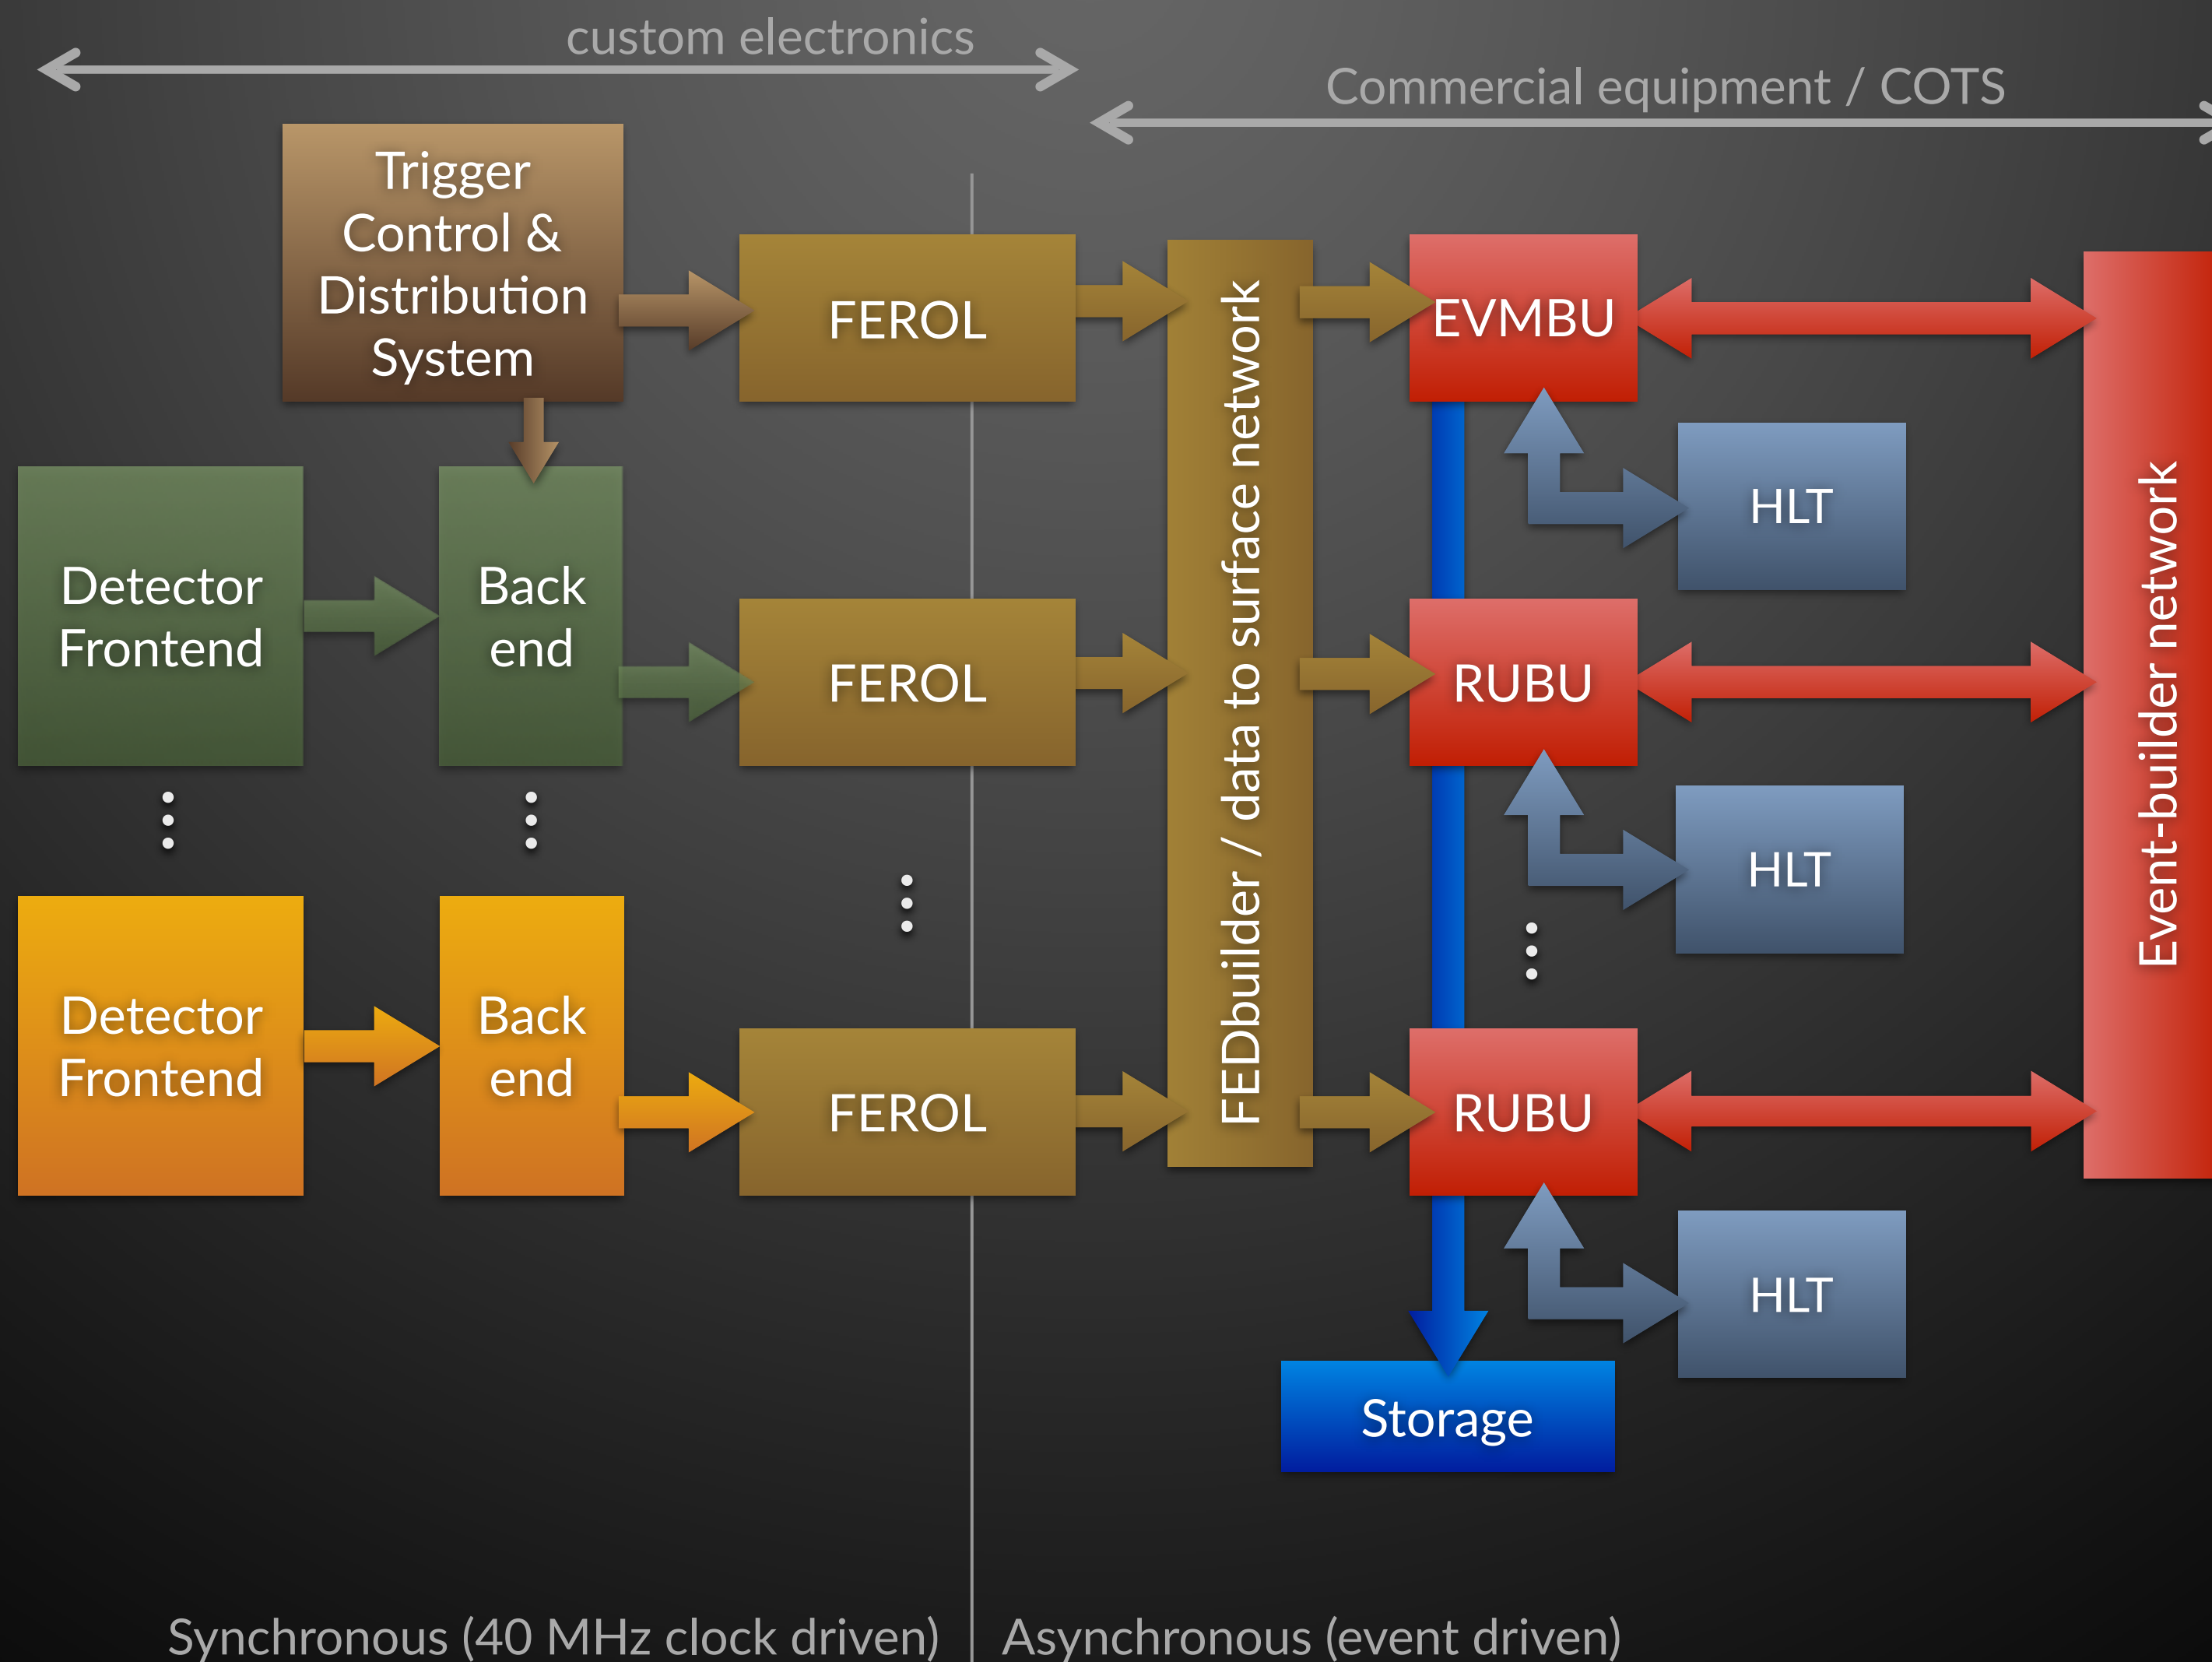 custom electronics
Commercial equipment / COTS
Trigger
Control &
Distribution
System
FEROL
EVMBU
HLT
Detector
Frontend
Back
end
FEROL
FEDbuilder / data to surface network
RUBU
HLT
Event-builder network
Detector
Frontend
Back
end
FEROL
RUBU
HLT
Storage
Synchronous (40 MHz clock driven)
Asynchronous (event driven)